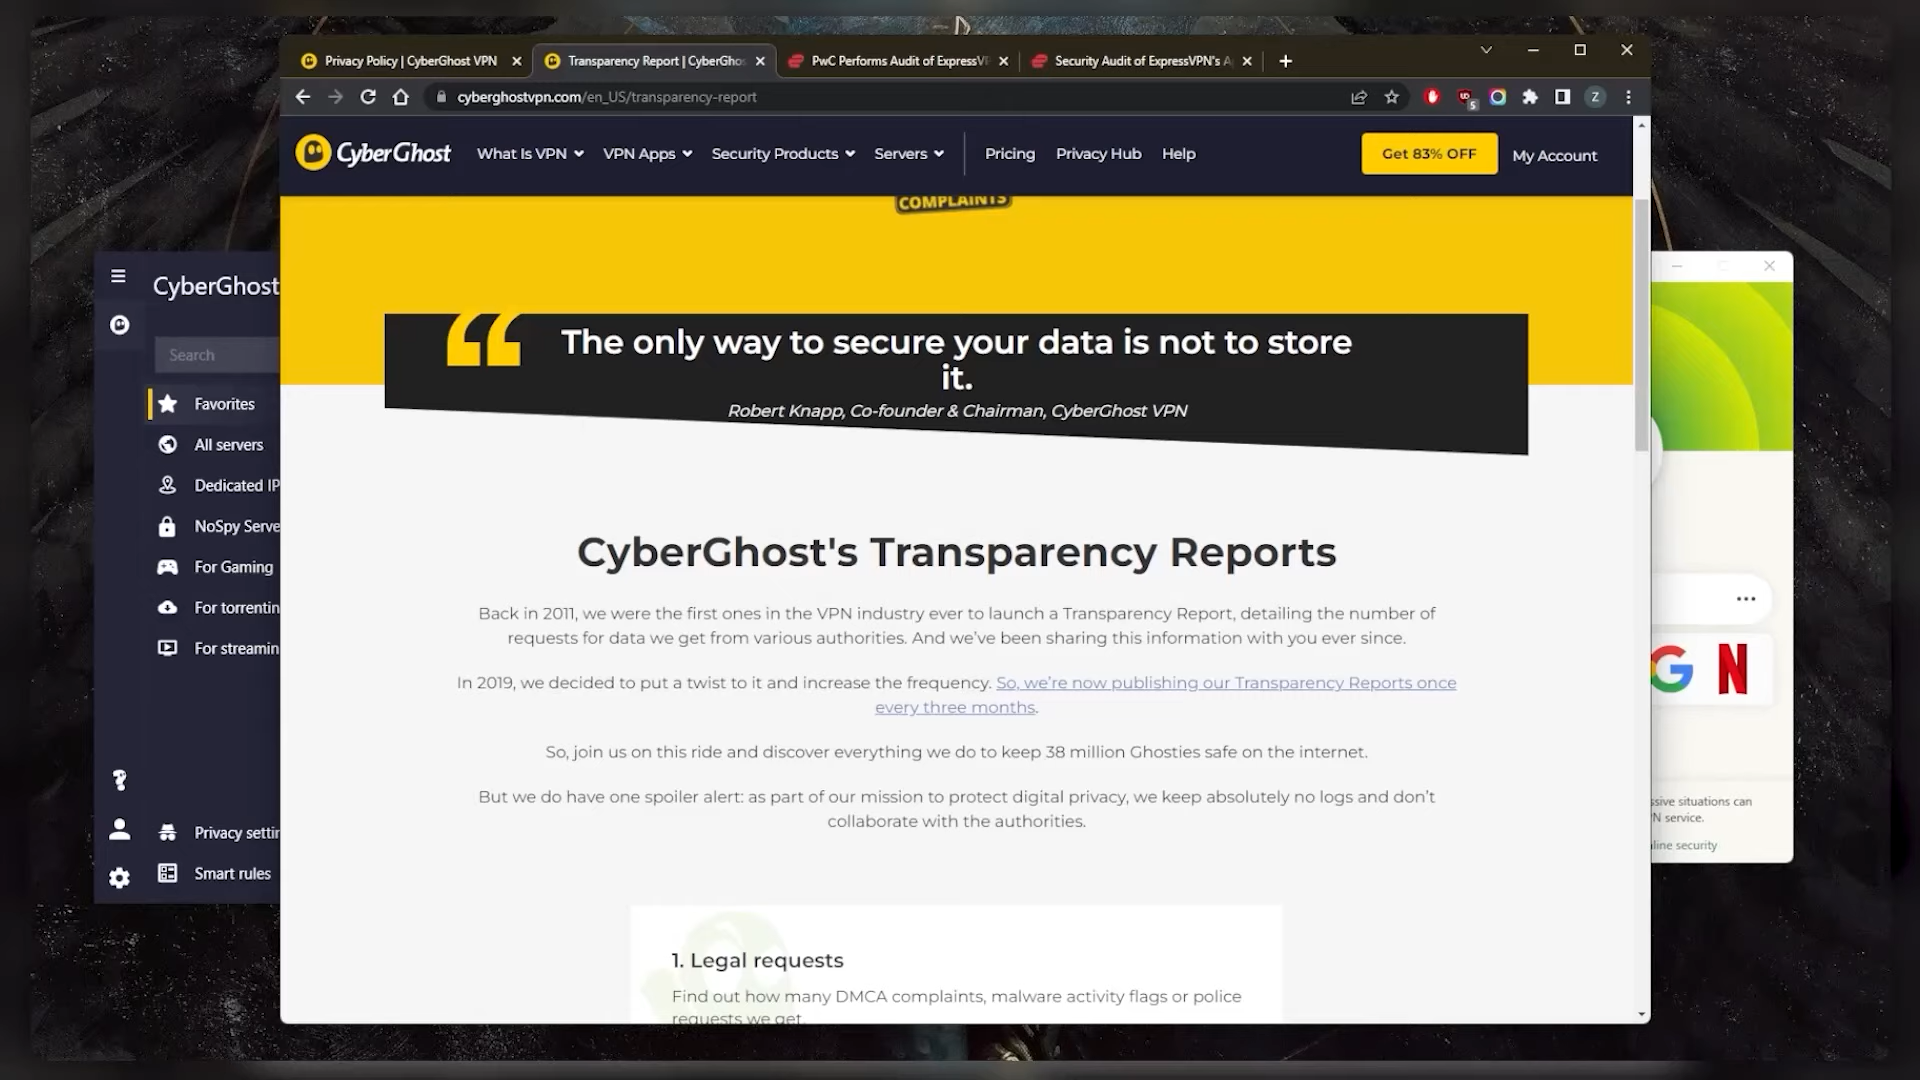 Privacy Policy | CyberGhost VPN
Transparency Report | CyberGhos
PwC Performs Audit of ExpressV
Security Audit of ExpressVPN's A
cyberghostvpn.com/en_US/transparency-report
5
Z
CyberGhost
What Is VPN
VPN Apps
Security Products
Servers
Pricing
Privacy Hub
Help
Get 83% OFF
My Account
COMPLAINTS
“ The only way to secure your data is not to store
it.
Robert Knapp, Co-founder & Chairman, CyberGhost VPN
CyberGhost's Transparency Reports
Back in 2011, we were the first ones in the VPN industry ever to launch a Transparency Report, detailing the number of
requests for data we get from various authorities. And we've been sharing this information with you ever since.
In 2019, we decided to put a twist to it and increase the frequency. So, we're now publishing our Transparency Reports once
every three months.
So, join us on this ride and discover everything we do to keep 38 million Ghosties safe on the internet.
But we do have one spoiler alert: as part of our mission to protect digital privacy, we keep absolutely no logs and don't
collaborate with the authorities.
1. Legal requests
Find out how many DMCA complaints, malware activity flags or police
requests we get.
CyberGhost
Search
Favorites
All servers
Dedicated IP
NoSpy Serve
For Gaming
For torrentin
For streamin
Privacy settin
Smart rules
ssive situations can
N service.
line security